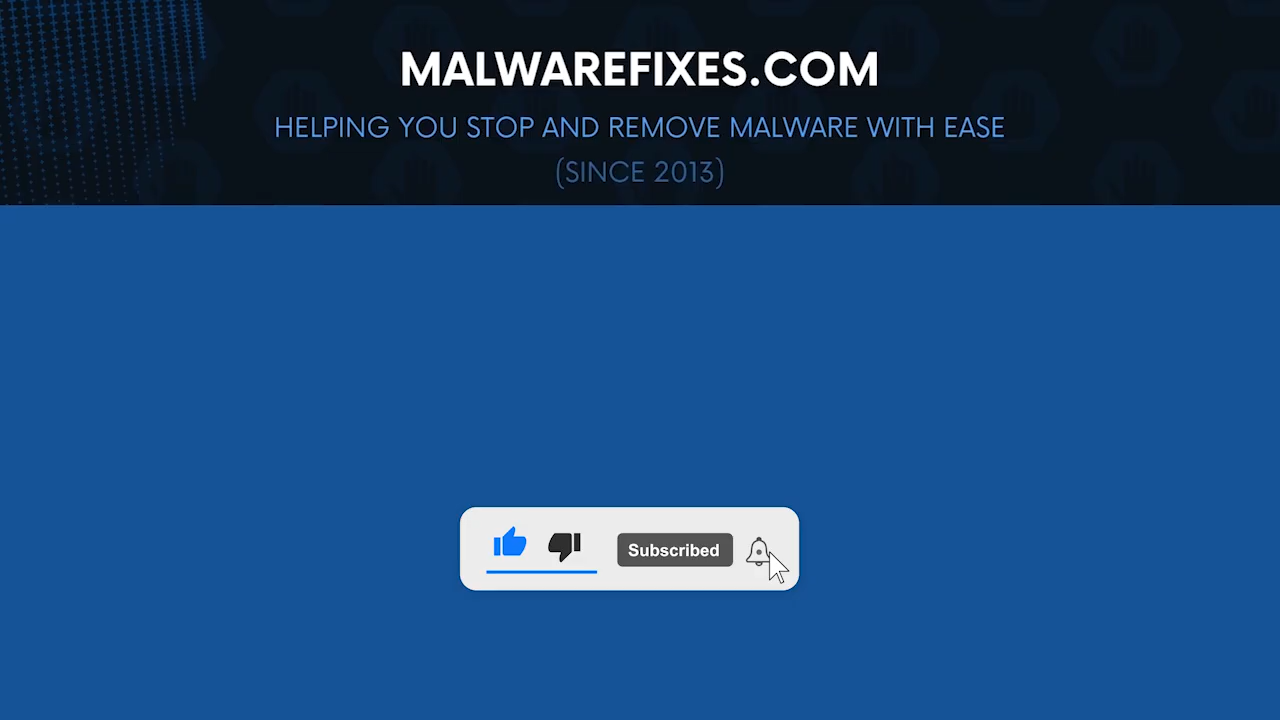 MALWAREFIXES.COM
HELPING YOU STOP AND REMOVE MALWARE WITH EASE
(SINCE 2013)
Subscribed